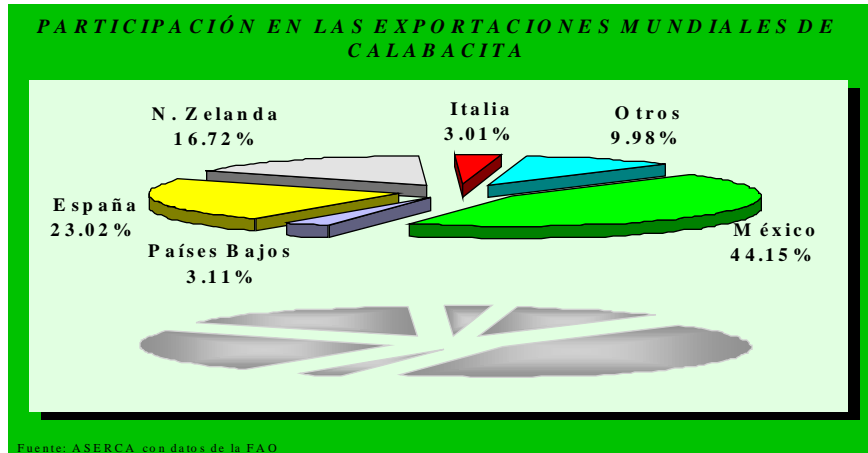 PARTICIPACIÓN EN LAS EXPORTACIONES MUNDIALES DE
CALABACITA
N. Zelanda
16.72%
Italia
3.01%
Otros
9.98%
España
23.02%
Países Bajos
3.11%
México
44.15%
Fuente: ASERCA con datos de la FAO